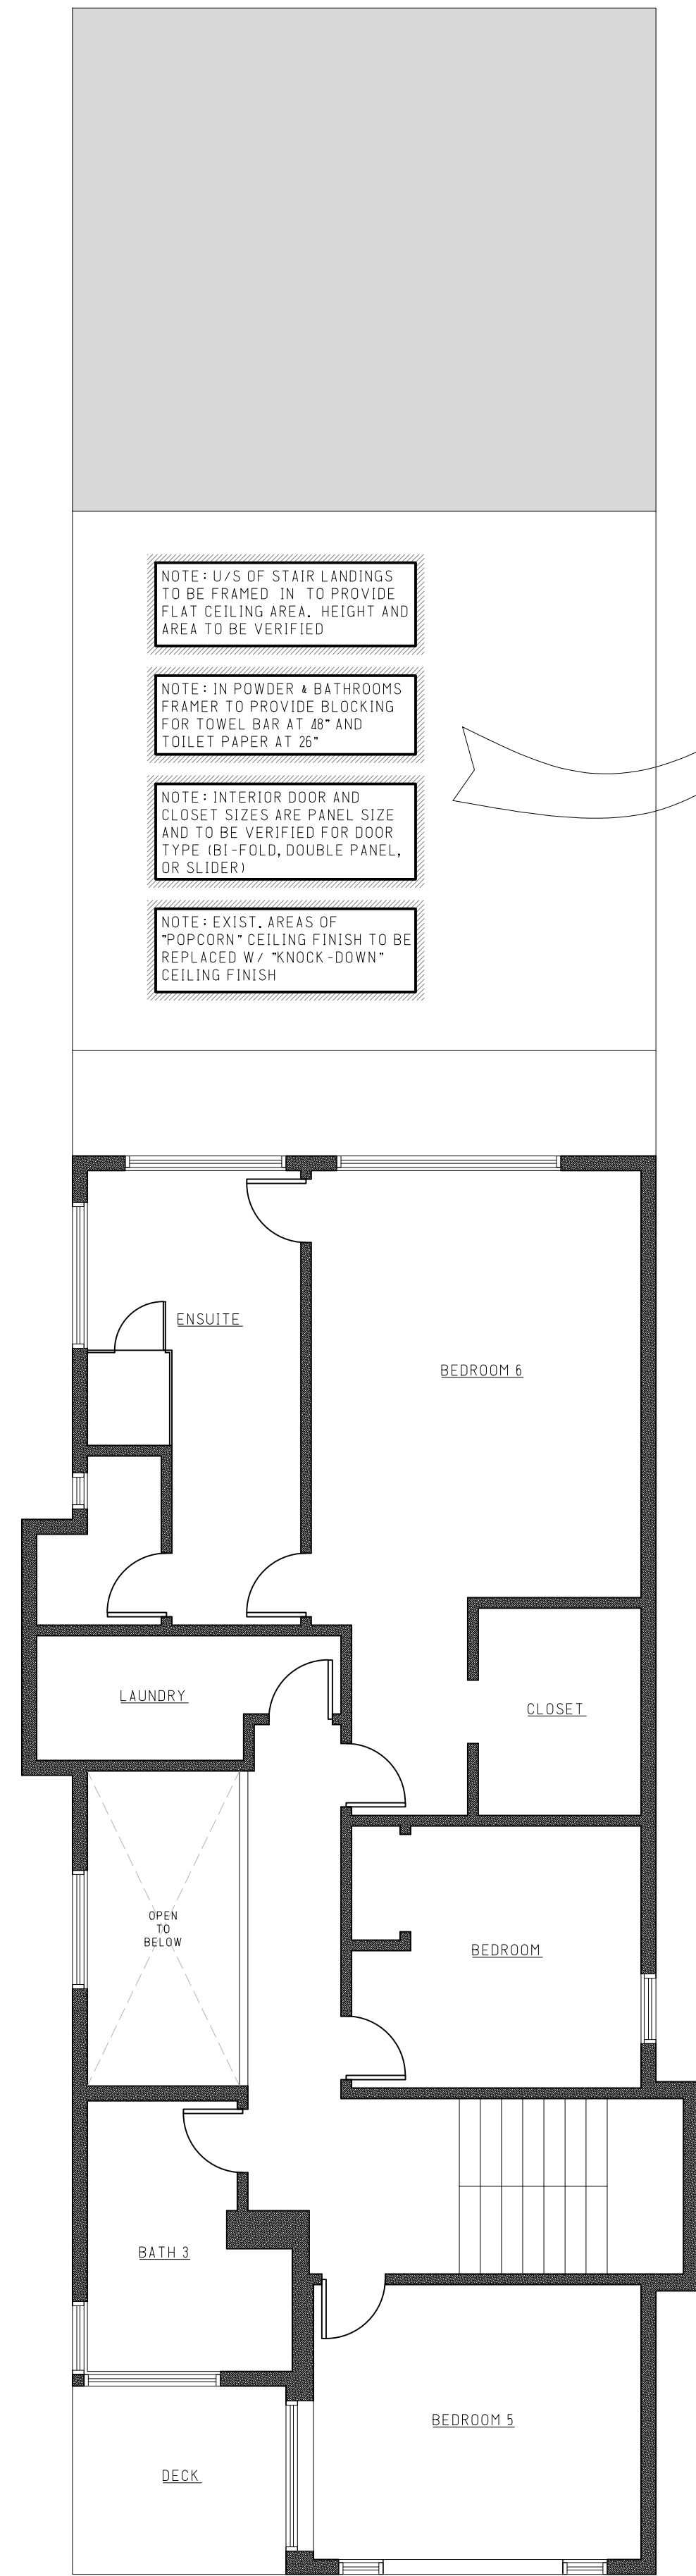 NOTE: U/S OF STAIR LANDINGS
TO BE FRAMED IN TO PROVIDE
FLAT CEILING AREA. HEIGHT AND
AREA TO BE VERIFIED
NOTE: IN POWDER & BATHROOMS
FRAMER TO PROVIDE BLOCKING
FOR TOWEL BAR AT 48" AND
TOILET PAPER AT 26"
NOTE: INTERIOR DOOR AND
CLOSET SIZES ARE PANEL SIZE
AND TO BE VERIFIED FOR DOOR
TYPE (BI-FOLD, DOUBLE PANEL,
OR SLIDER)
NOTE: EXIST. AREAS OF
"POPCORN" CEILING FINISH TO BE
REPLACED W/ "KNOCK-DOWN"
CEILING FINISH
ENSUITE
BEDROOM 6
LAUNDRY
CLOSET
OPEN
TO
BELOW
BEDROOM
BATH 3
BEDROOM 5
DECK